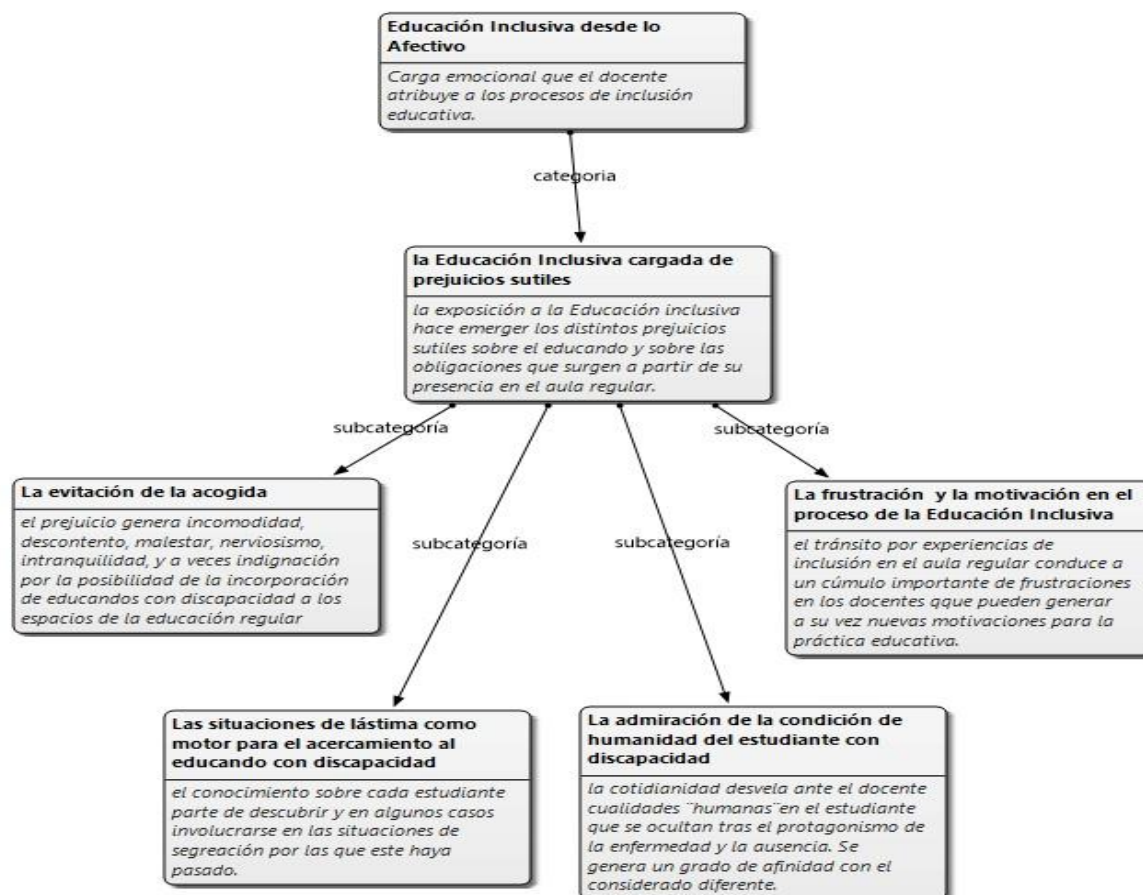 Educación Inclusiva desde lo
Afectivo
Carga emocional que el docente
atribuye a los procesos de inclusión
educativa.
categoria
la Educación Inclusiva cargada de
prejuicios sutiles
la exposición a la Educación inclusiva
hace emerger los distintos prejuicios
sutiles sobre el educando y sobre las
obligaciones que surgen a partir de su
presencia en el aula regular.
subcategoría
subcategoría
subcategoría
subcategoría
La evitación de la acogida
el prejuicio genera incomodidad,
descontento, malestar, nerviosismo,
intranquilidad, y a veces indignación
por la posibilidad de la incorporación
de educandos con discapacidad a los
espacios de la educación regular
La frustración y la motivación en el
proceso de la Educación Inclusiva
el tránsito por experiencias de
inclusión en el aula regular conduce a
un cúmulo importante de frustraciones
en los docentes qque pueden generar
a su vez nuevas motivaciones para la
práctica educativa.
Las situaciones de lástima como
motor para el acercamiento al
educando con discapacidad
el conocimiento sobre cada estudiante
parte de descubrir y en algunos casos
involucrarse en las situaciones de
segreación por las que este haya
pasado.
La admiración de la condición de
humanidad del estudiante con
discapacidad
la cotidianidad desvela ante el docente
cualidades ¨humanas¨en el estudiante
que se ocultan tras el protagonismo de
la enfermedad y la ausencia. Se
genera un grado de afinidad con el
considerado diferente.